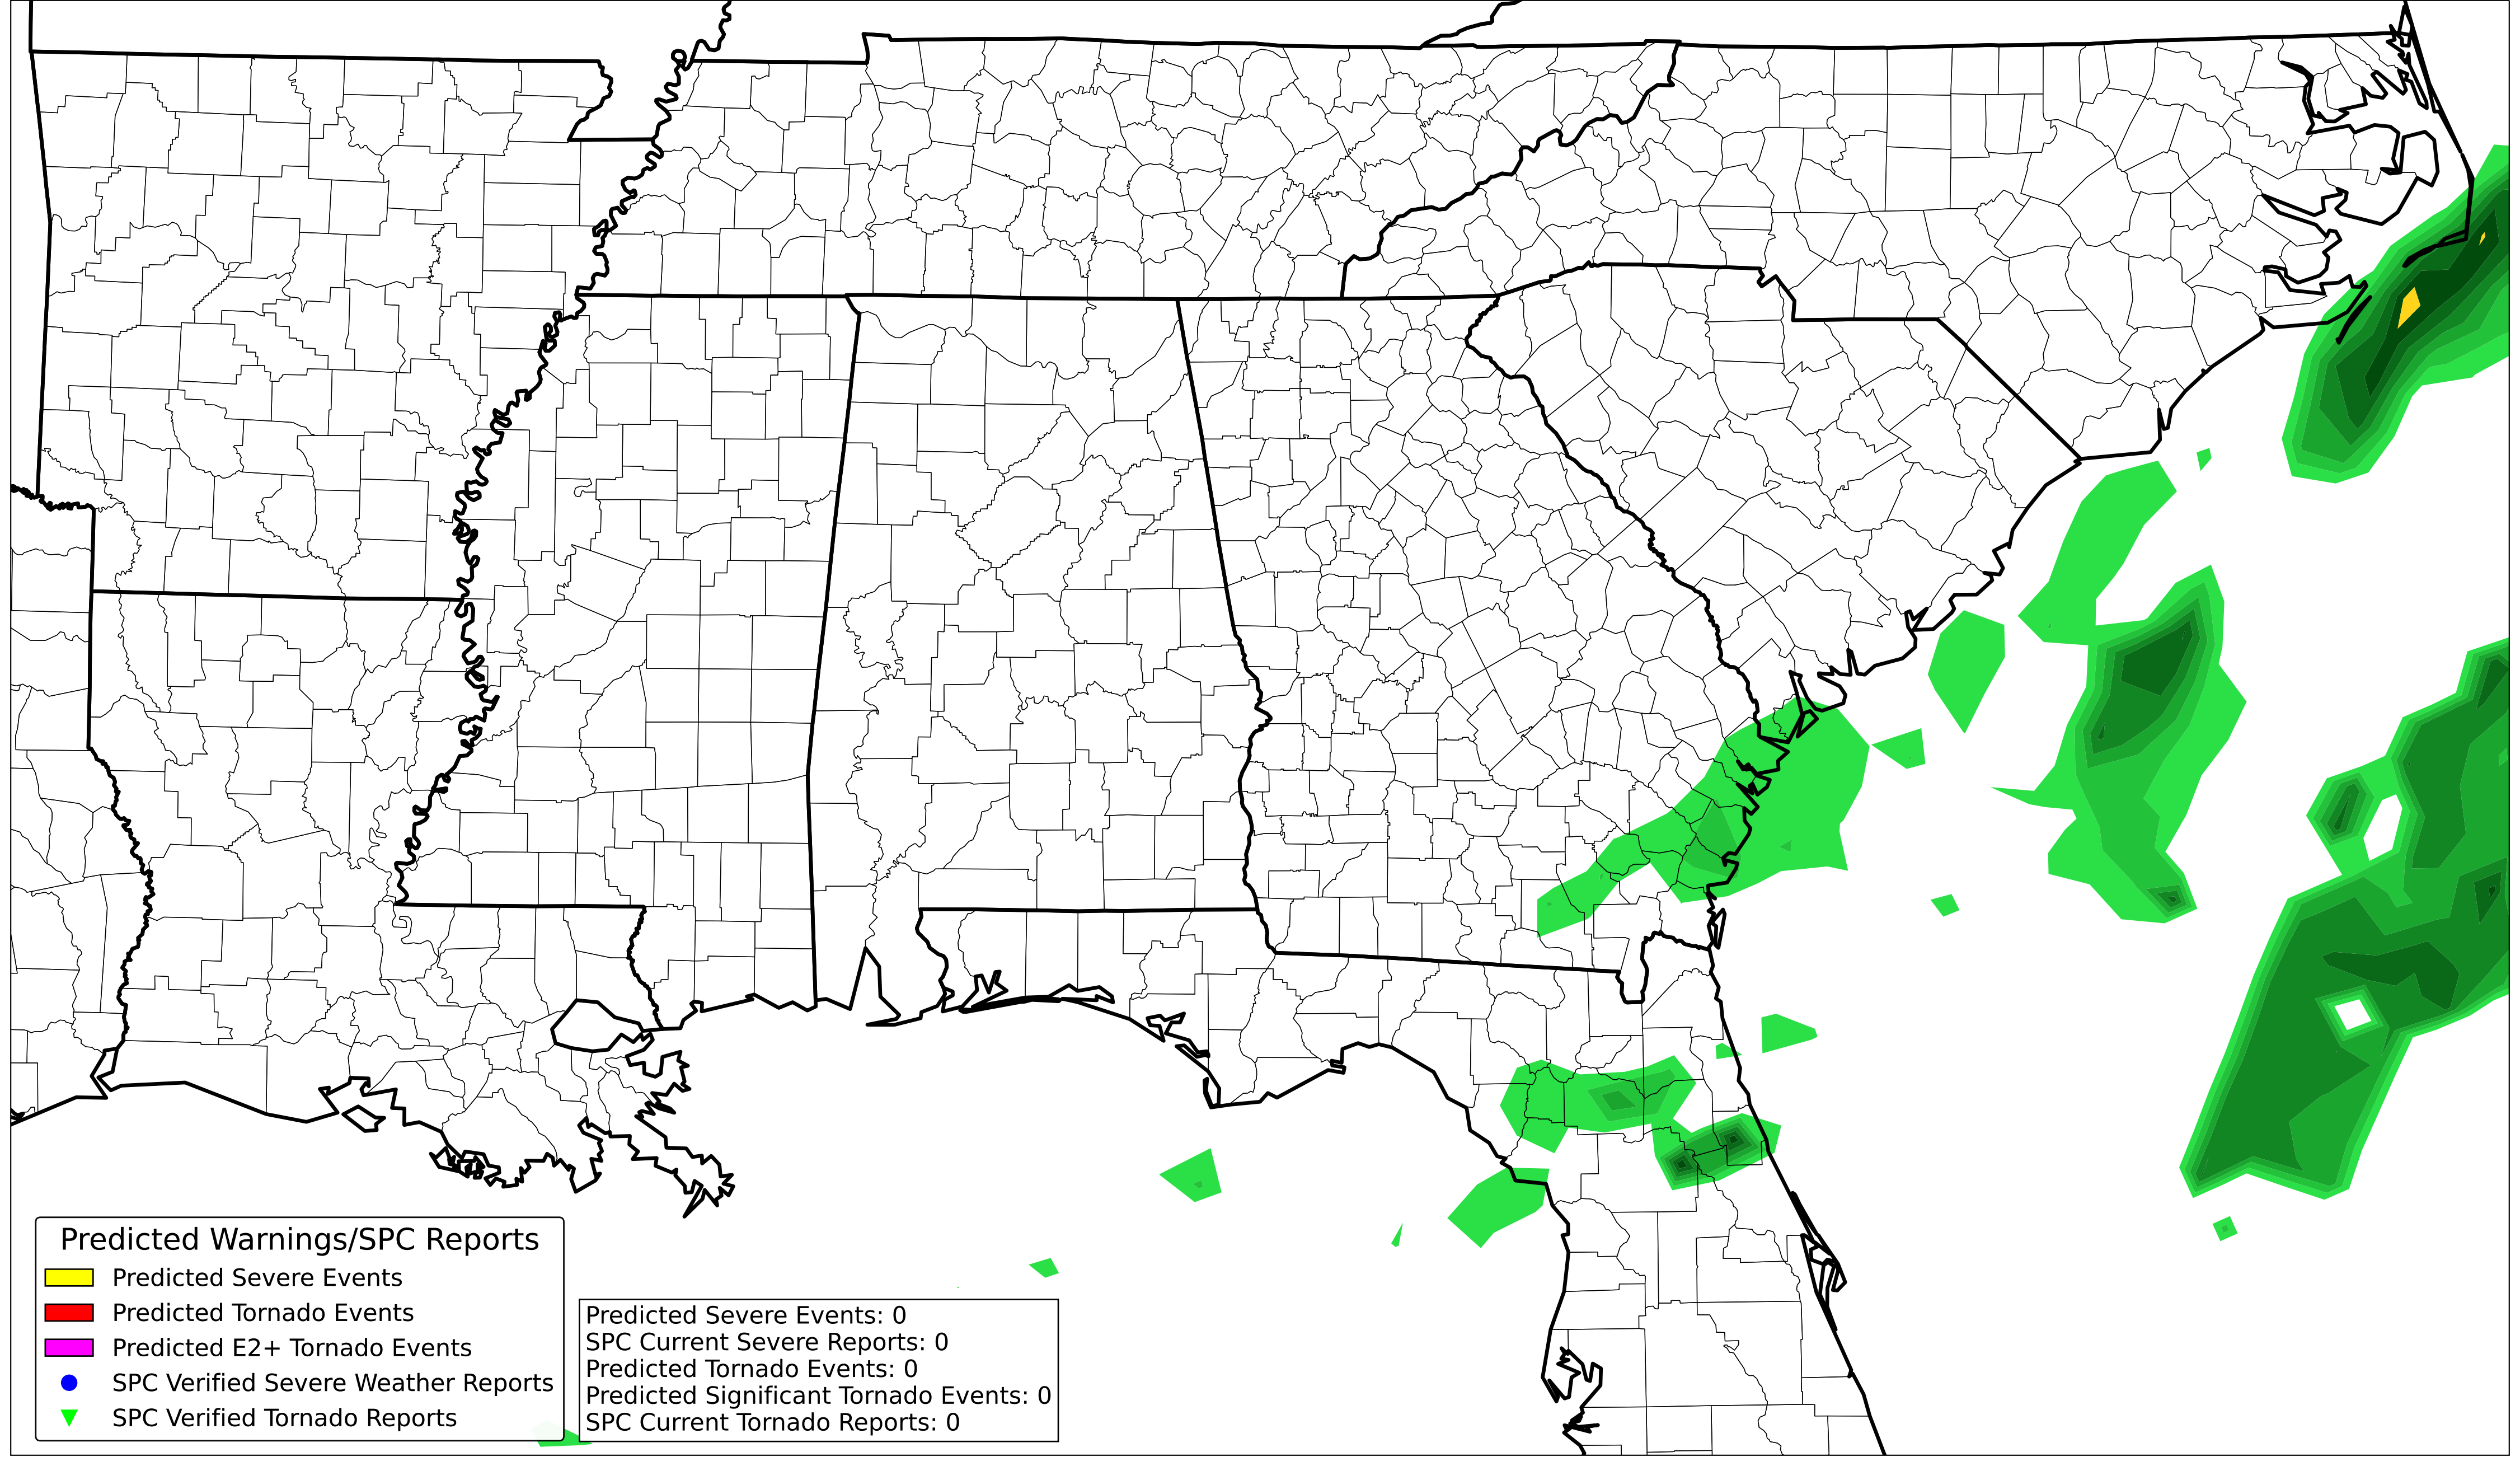 Predicted Warnings/SPC Reports
Predicted Severe Events
Predicted Tornado Events
Predicted E2+ Tornado Events
SPC Verified Severe Weather Reports
SPC Verified Tornado Reports
Predicted Severe Events: 0
SPC Current Severe Reports: 0
Predicted Tornado Events: 0
Predicted Significant Tornado Events: 0
SPC Current Tornado Reports: 0